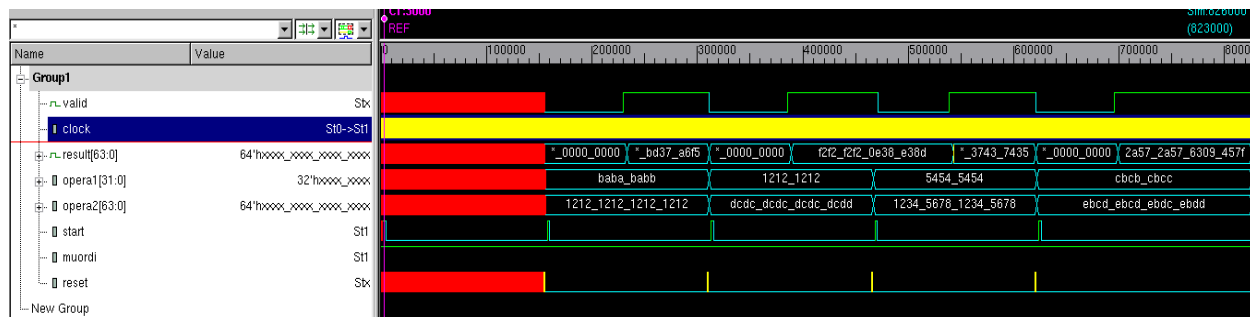 C1:3000 Sim:826000
* REF (823000)
Name Value 0 100000 200000 300000 400000 500000 600000 700000 800
Group1
valid Stx
clock St0->St1
result[63:0] 64'hxxxx_xxxx_xxxx_xxxx *_0000_0000 *_bd37_a6f5 *_0000_0000 f2f2_f2f2_0e38_e38d *_3743_7435 *_0000_0000 2a57_2a57_6309_457f
opera1[31:0] 32'hxxxx_xxxx baba_babb 1212_1212 5454_5454 cbcb_cbcc
opera2[63:0] 64'hxxxx_xxxx_xxxx_xxxx 1212_1212_1212_1212 dcdc_dcdc_dcdc_dcdd 1234_5678_1234_5678 ebcd_ebcd_ebdc_ebdd
start St1
muordi St1
reset Stx
New Group